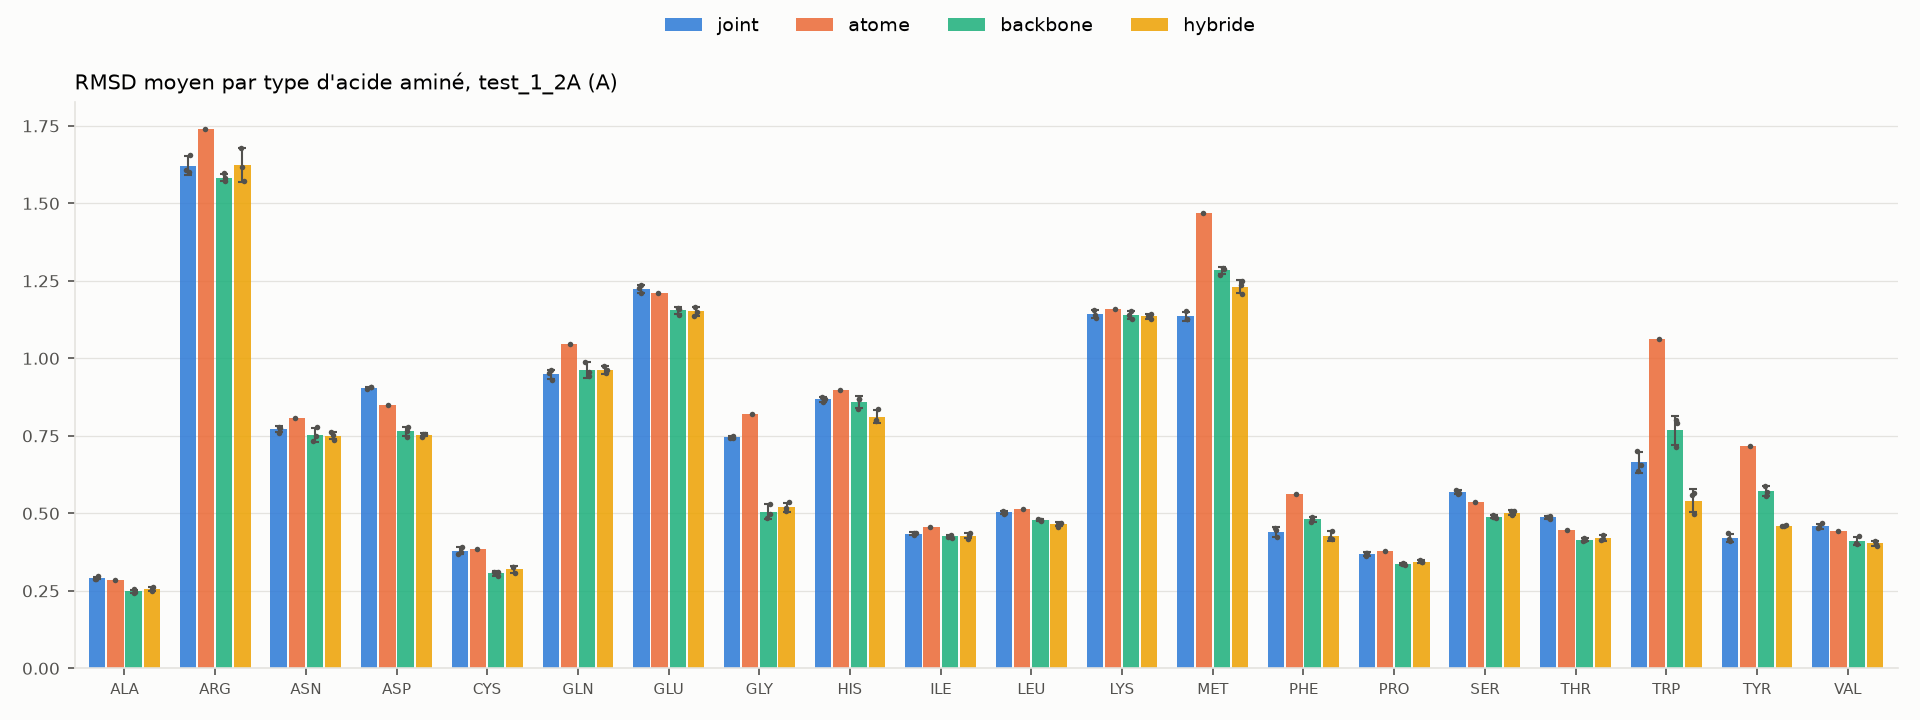 joint atome backbone hybride
RMSD moyen par type d'acide aminé, test_1_2A (A)
1.75
1.50
1.25
1.00
0.75
0.50
0.25
0.00
ALA ARG ASN ASP CYS GLN GLU GLY HIS ILE LEU LYS MET PHE PRO SER THR TRP TYR VAL